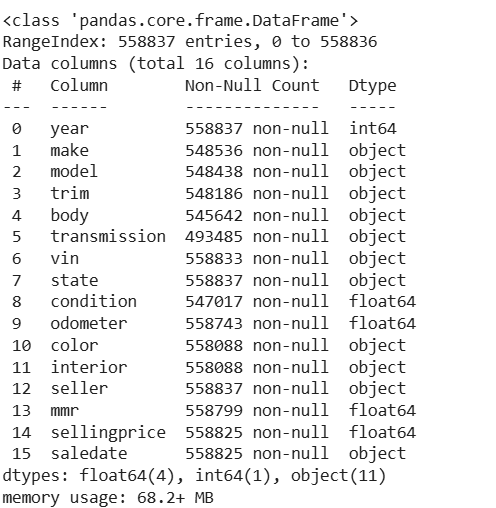 <class 'pandas.core.frame.DataFrame'>
RangeIndex: 558837 entries, 0 to 558836
Data columns (total 16 columns):
 #   Column        Non-Null Count   Dtype
---  ------        --------------   -----
 0   year          558837 non-null  int64
 1   make          548536 non-null  object
 2   model         548438 non-null  object
 3   trim          548186 non-null  object
 4   body          545642 non-null  object
 5   transmission  493485 non-null  object
 6   vin           558833 non-null  object
 7   state         558837 non-null  object
 8   condition     547017 non-null  float64
 9   odometer      558743 non-null  float64
 10  color         558088 non-null  object
 11  interior      558088 non-null  object
 12  seller        558837 non-null  object
 13  mmr           558799 non-null  float64
 14  sellingprice  558825 non-null  float64
 15  saledate      558825 non-null  object
dtypes: float64(4), int64(1), object(11)
memory usage: 68.2+ MB